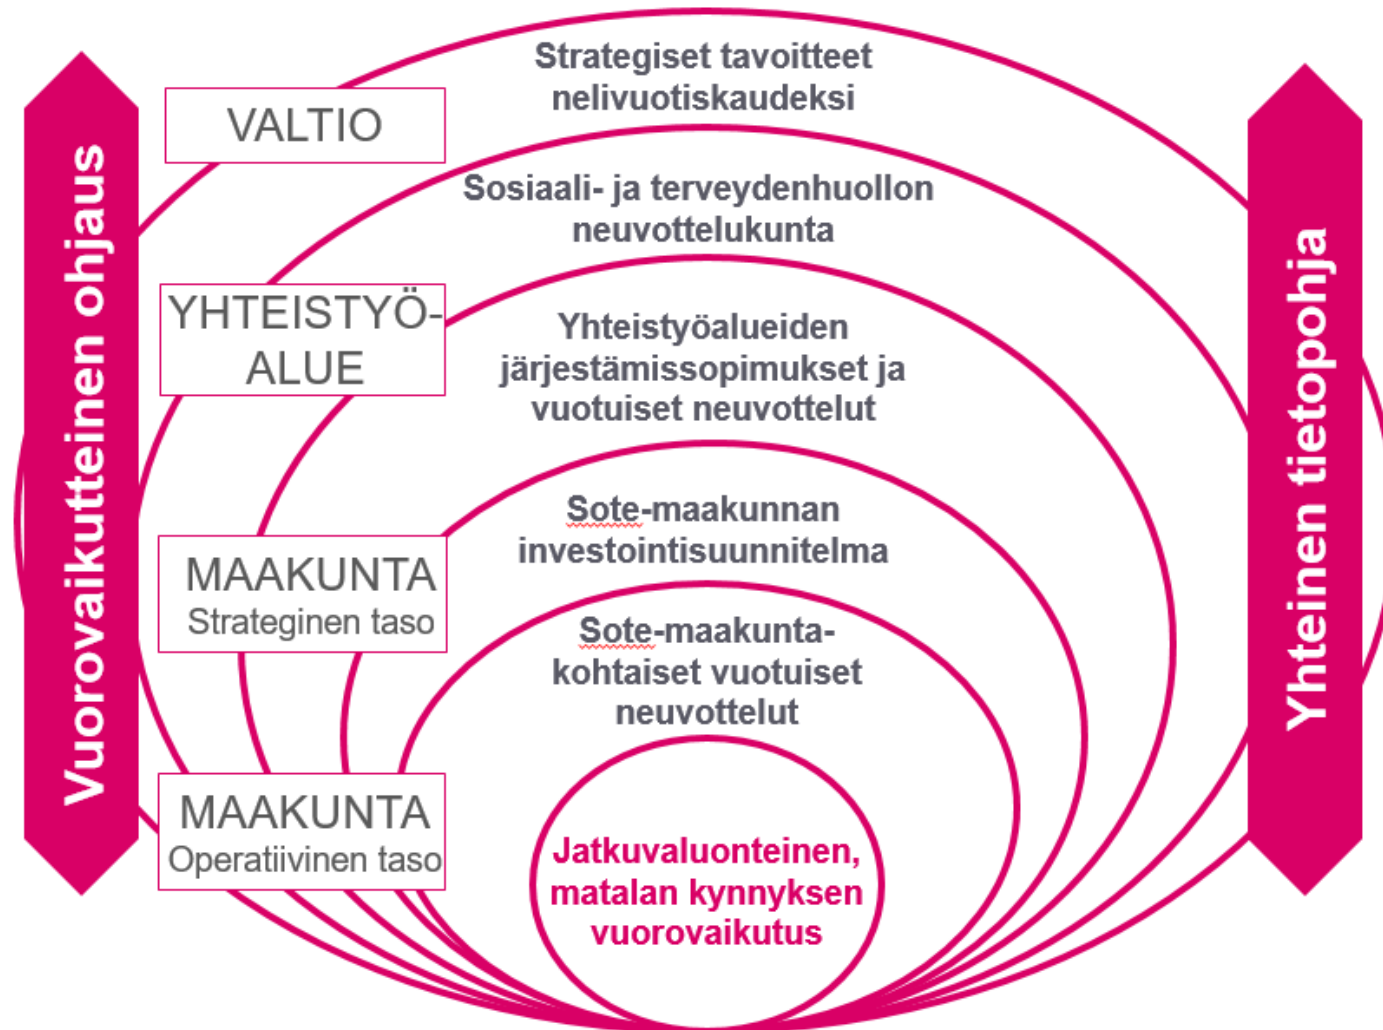 Vuorovaikutteinen ohjaus
VALTIO
Strategiset tavoitteet
nelivuotiskaudeksi
Sosiaali- ja terveydenhuollon
neuvottelukunta
YHTEISTYÖ-
ALUE
Yhteistyöalueiden
järjestämissopimukset ja
vuotuiset neuvottelut
Sote-maakunnan
investointisuunnitelma
MAAKUNTA
Strateginen taso
Sote-maakunta-
kohtaiset vuotuiset
neuvottelut
MAAKUNTA
Operatiivinen taso
Jatkuvaluonteinen,
matalan kynnyksen
vuorovaikutus
Yhteinen tietopohja